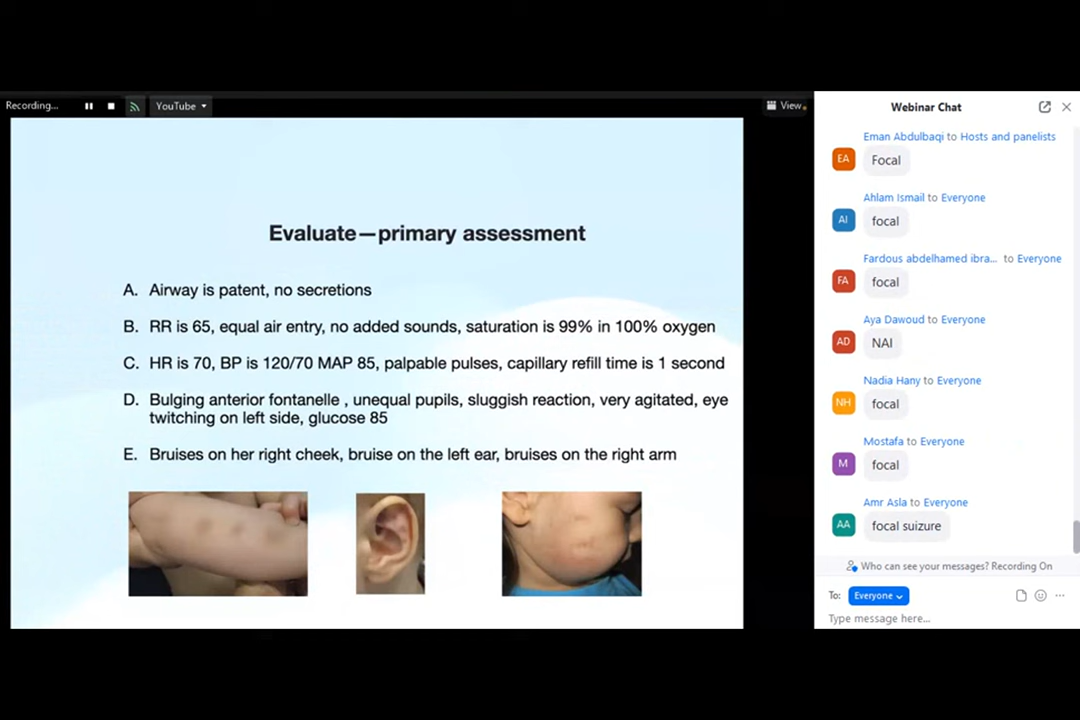 Recording...
YouTube
View
Evaluate—primary assessment
A. Airway is patent, no secretions
B. RR is 65, equal air entry, no added sounds, saturation is 99% in 100% oxygen
C. HR is 70, BP is 120/70 MAP 85, palpable pulses, capillary refill time is 1 second
D. Bulging anterior fontanelle , unequal pupils, sluggish reaction, very agitated, eye
twitching on left side, glucose 85
E. Bruises on her right cheek, bruise on the left ear, bruises on the right arm
Webinar Chat
Eman Abdulbaqi to Hosts and panelists
EA
Focal
Ahlam Ismail to Everyone
AI
focal
Fardous abdelhamed ibra... to Everyone
FA
focal
Aya Dawoud to Everyone
AD
NAI
Nadia Hany to Everyone
NH
focal
Mostafa to Everyone
M
focal
Amr Asla to Everyone
AA
focal suizure
Who can see your messages? Recording On
To: Everyone
Type message here...